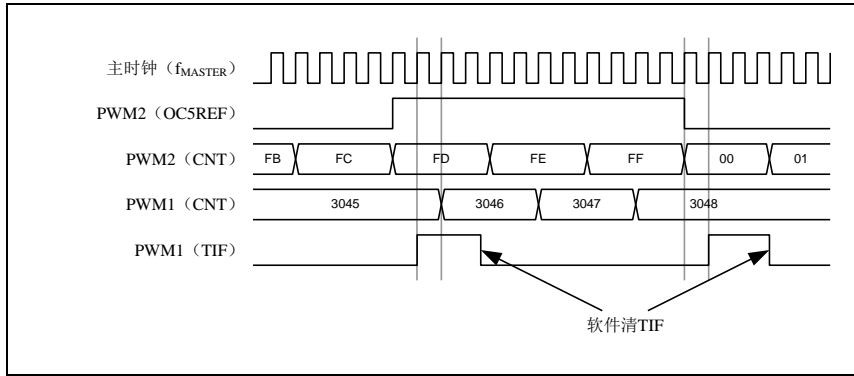 主时钟（fMASTER）
PWM2（OC5REF）
PWM2（CNT） FB FC FD FE FF 00 01
PWM1（CNT） 3045 3046 3047 3048
PWM1（TIF）
软件清TIF